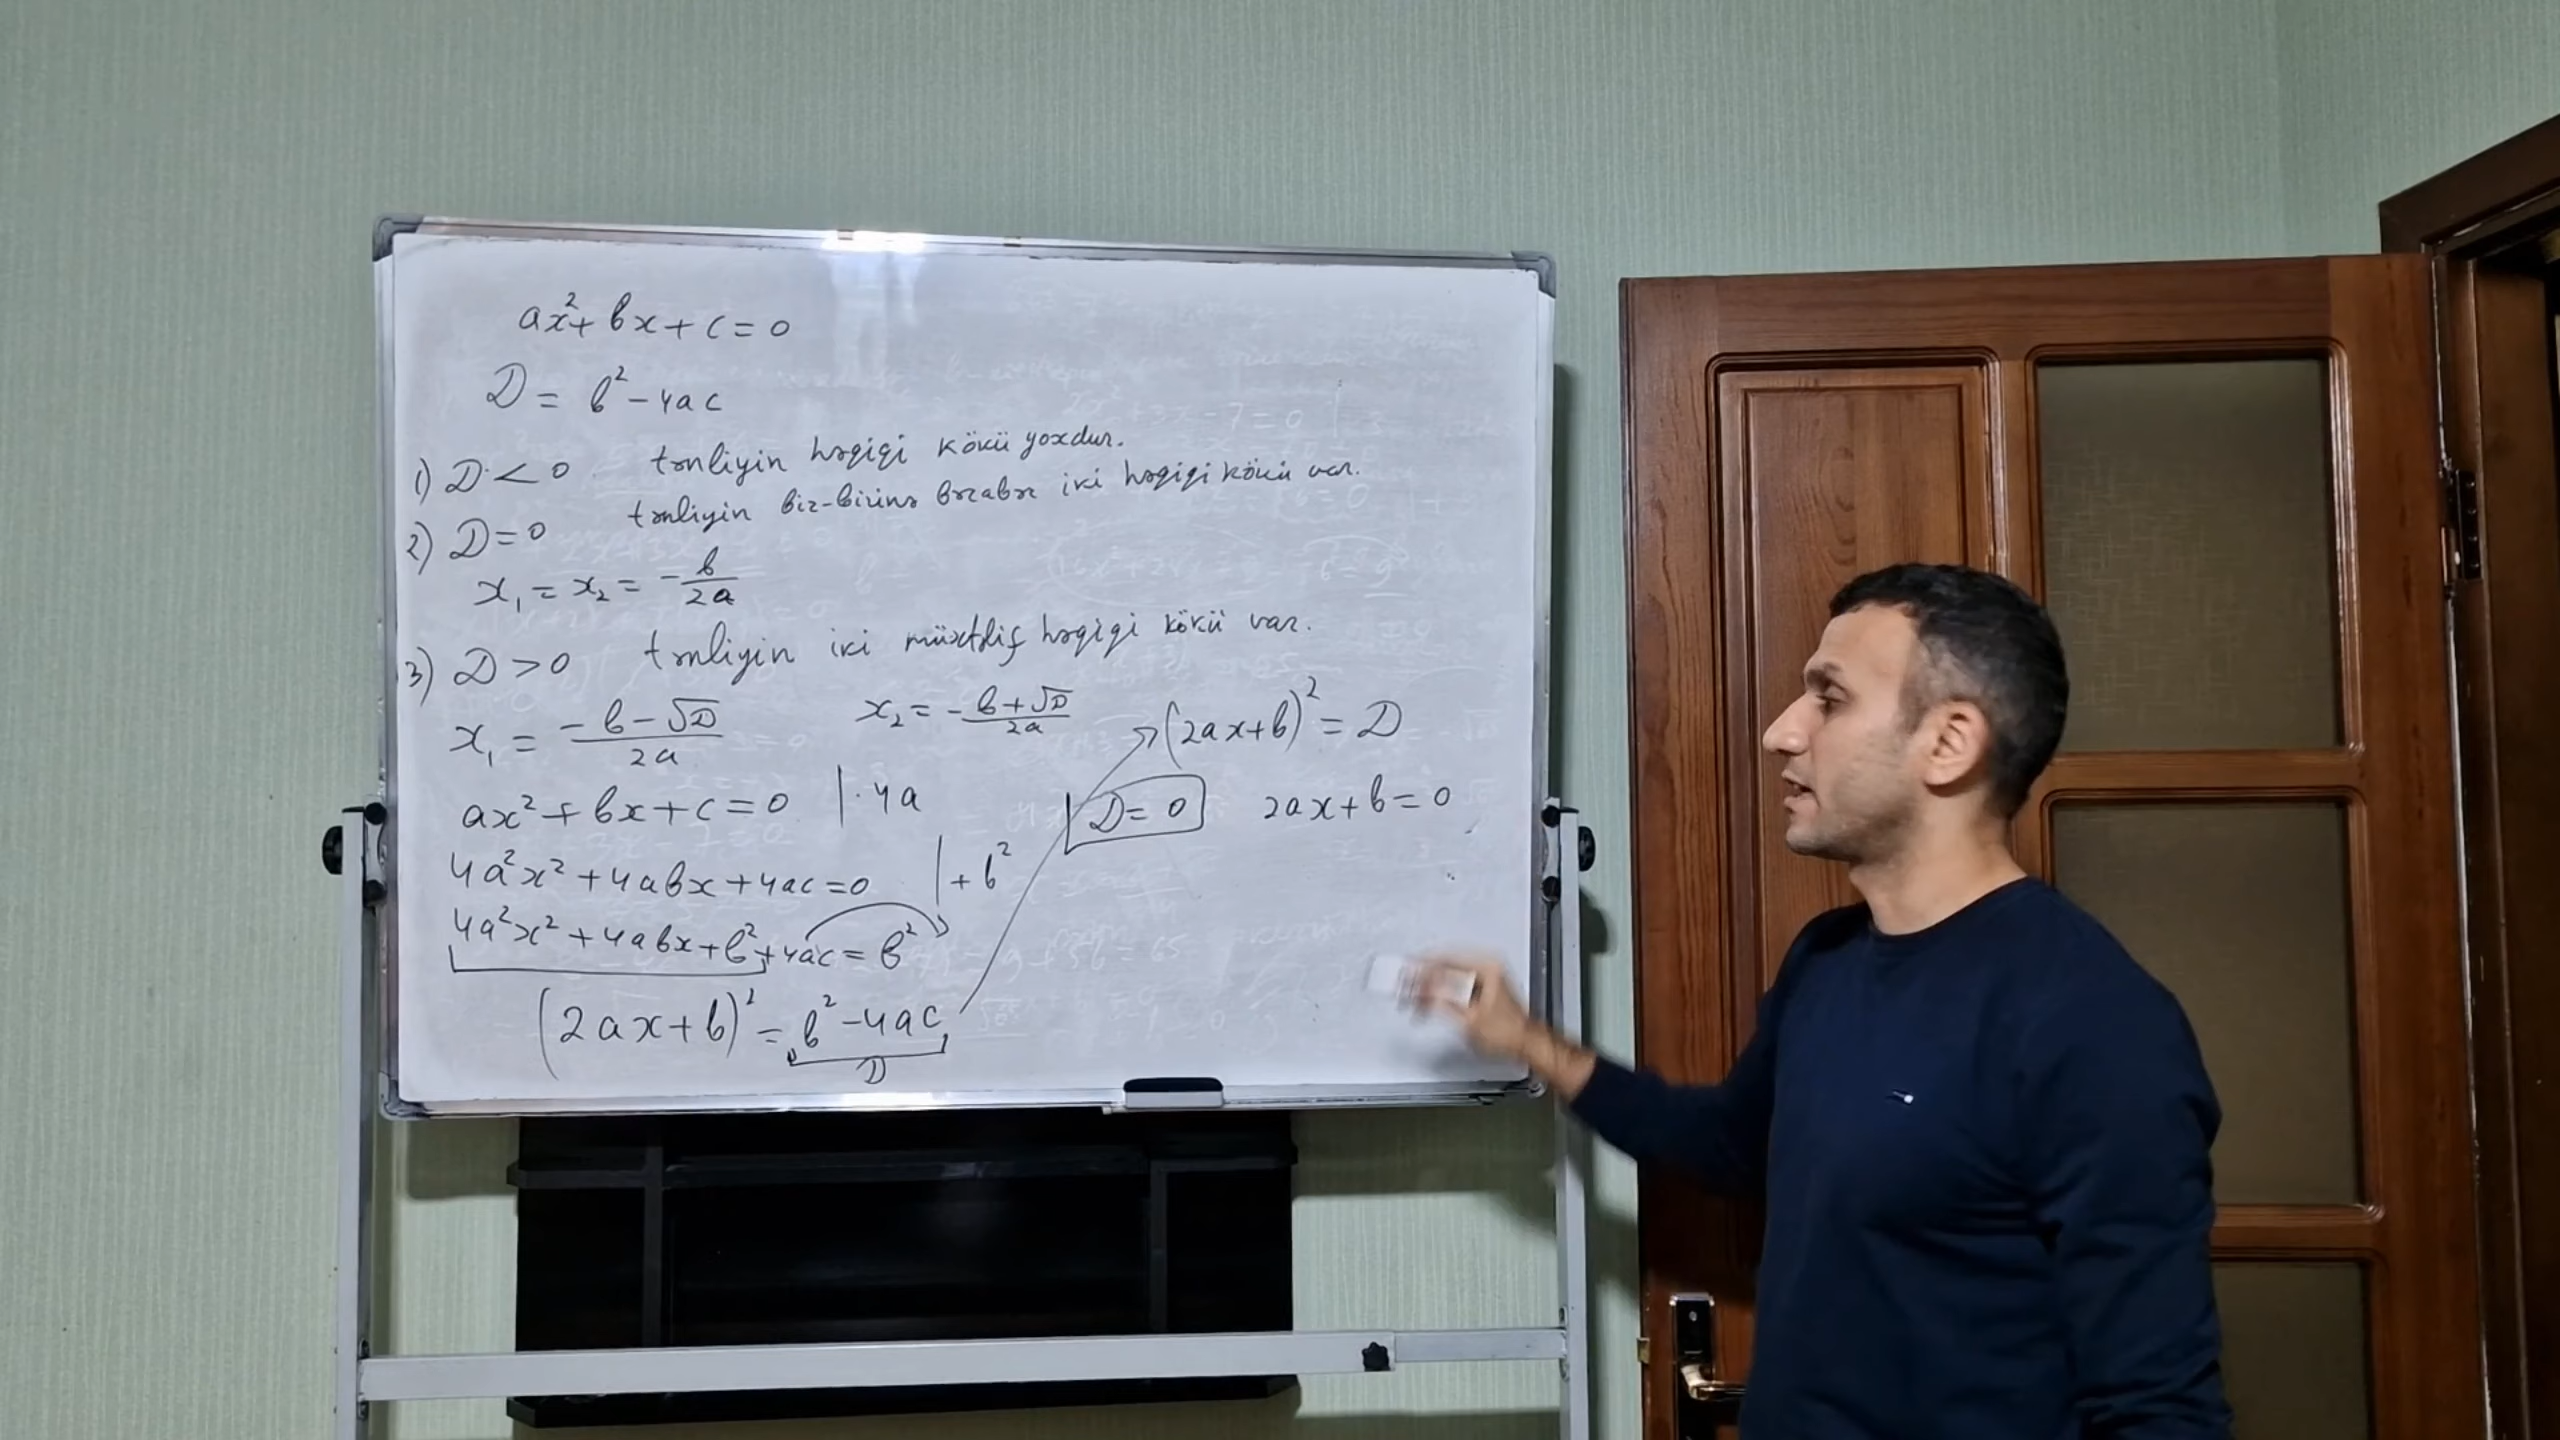 ax²+bx+c=0
D=b²-4ac
1) D<0 tənliyin həqiqi kökü yoxdur.
2) D=0 tənliyin bir-birinə bərabər iki həqiqi kökü var.
x₁=x₂=-b/2a
3) D>0 tənliyin iki müxtəlif həqiqi kökü var.
x₁=(-b-√D)/2a x₂=-b+√D/2a
ax²+bx+c=0 |·4a
4a²x²+4abx+4ac=0 |+b²
4a²x²+4abx+b²+4ac=b²
(2ax+b)²=b²-4ac
D
(2ax+b)²=D
D=0 2ax+b=0